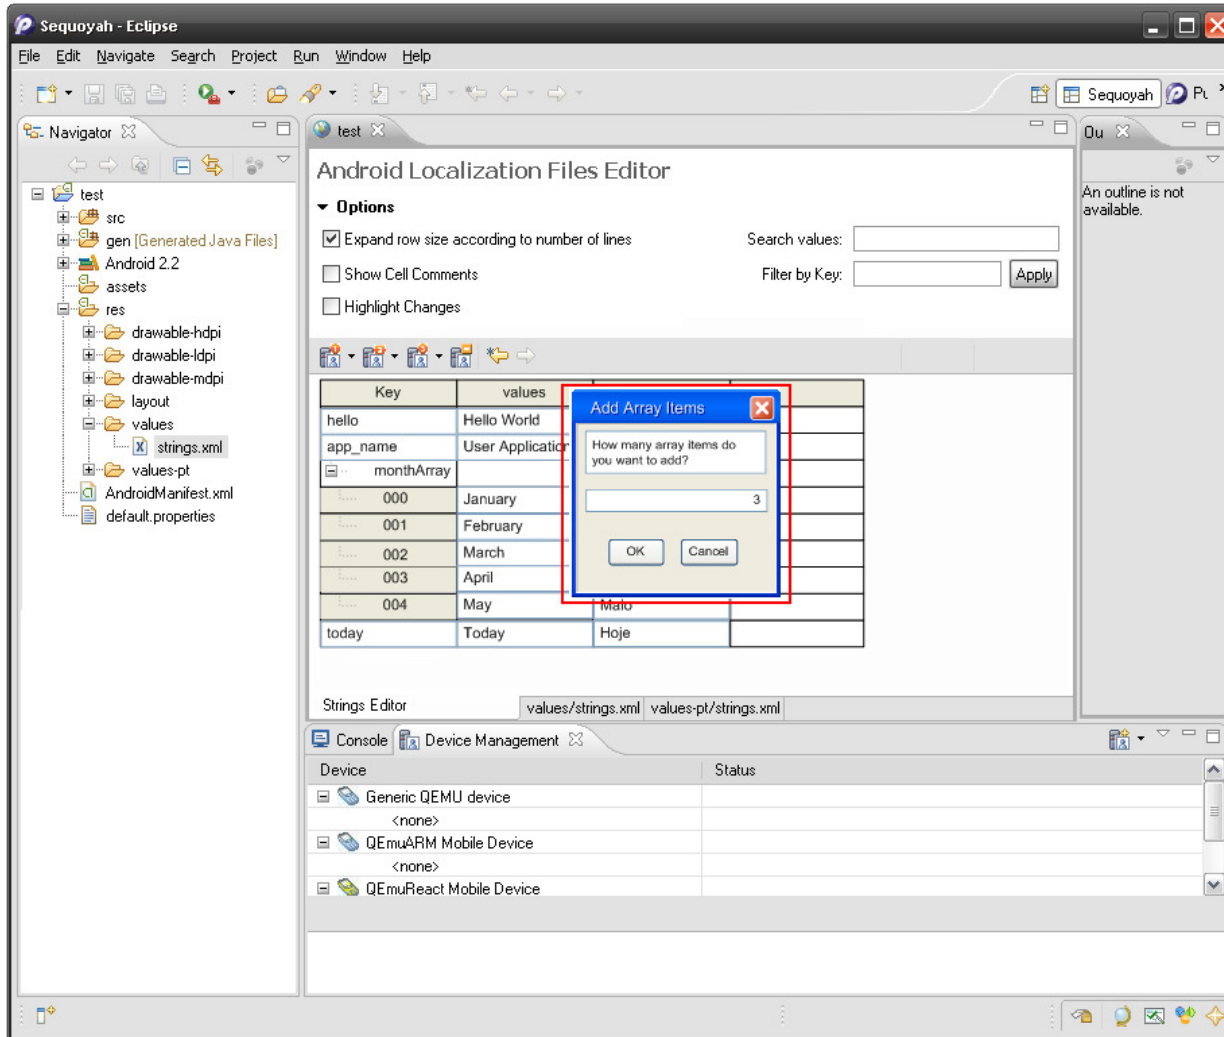 Sequoyah - Eclipse
File Edit Navigate Search Project Run Window Help
Sequoyah
Navigator
test
src
gen [Generated Java Files]
Android 2.2
assets
res
drawable-hdpi
drawable-ldpi
drawable-mdpi
layout
values
strings.xml
values-pt
AndroidManifest.xml
default.properties
test
Android Localization Files Editor
Options
Expand row size according to number of lines
Show Cell Comments
Highlight Changes
Search values:
Filter by Key: Apply
Key values
hello Hello World
app_name User Application
monthArray
000 January
001 February
002 March
003 April
004 May Maio
today Today Hoje
Add Array Items
How many array items do
you want to add?
3
OK Cancel
Strings Editor values/strings.xml values-pt/strings.xml
Ou
An outline is not
available.
Console Device Management
Device Status
Generic QEMU device
<none>
QEmuARM Mobile Device
<none>
QEmuReact Mobile Device